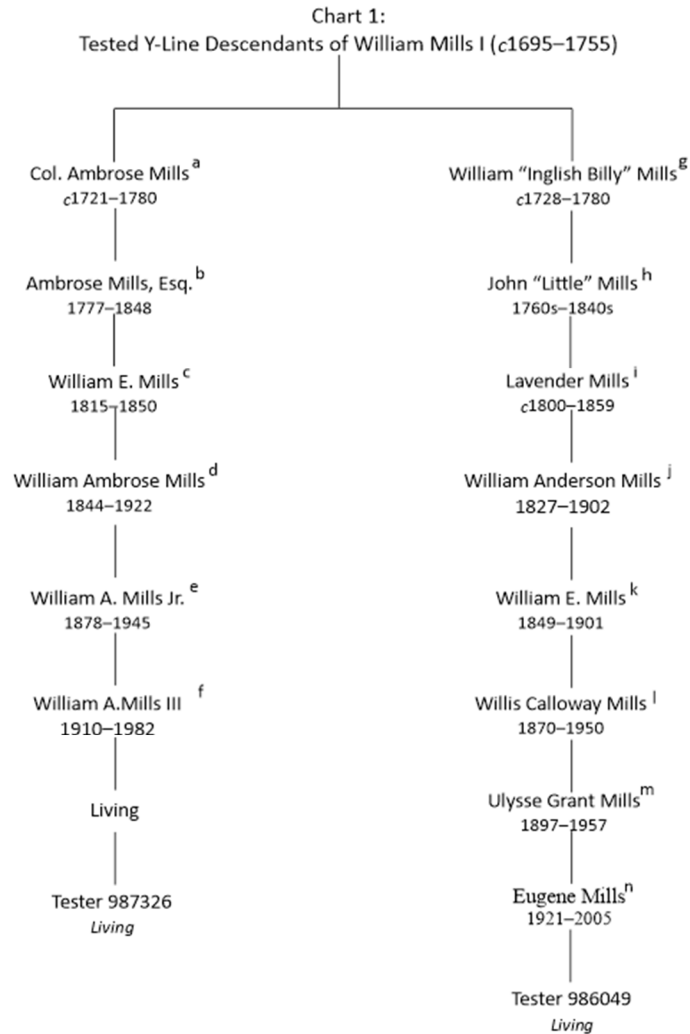 Chart 1:
Tested Y-Line Descendants of William Mills I (c1695–1755)
Col. Ambrose Mills a
c1721–1780
Ambrose Mills, Esq. b
1777–1848
William E. Mills c
1815–1850
William Ambrose Mills d
1844–1922
William A. Mills Jr. e
1878–1945
William A.Mills III f
1910–1982
Living
Tester 987326
Living
William “Inglish Billy” Mills g
c1728–1780
John “Little” Mills h
1760s–1840s
Lavender Mills i
c1800–1859
William Anderson Mills j
1827–1902
William E. Mills k
1849–1901
Willis Calloway Mills l
1870–1950
Ulysse Grant Mills m
1897–1957
Eugene Mills n
1921–2005
Tester 986049
Living